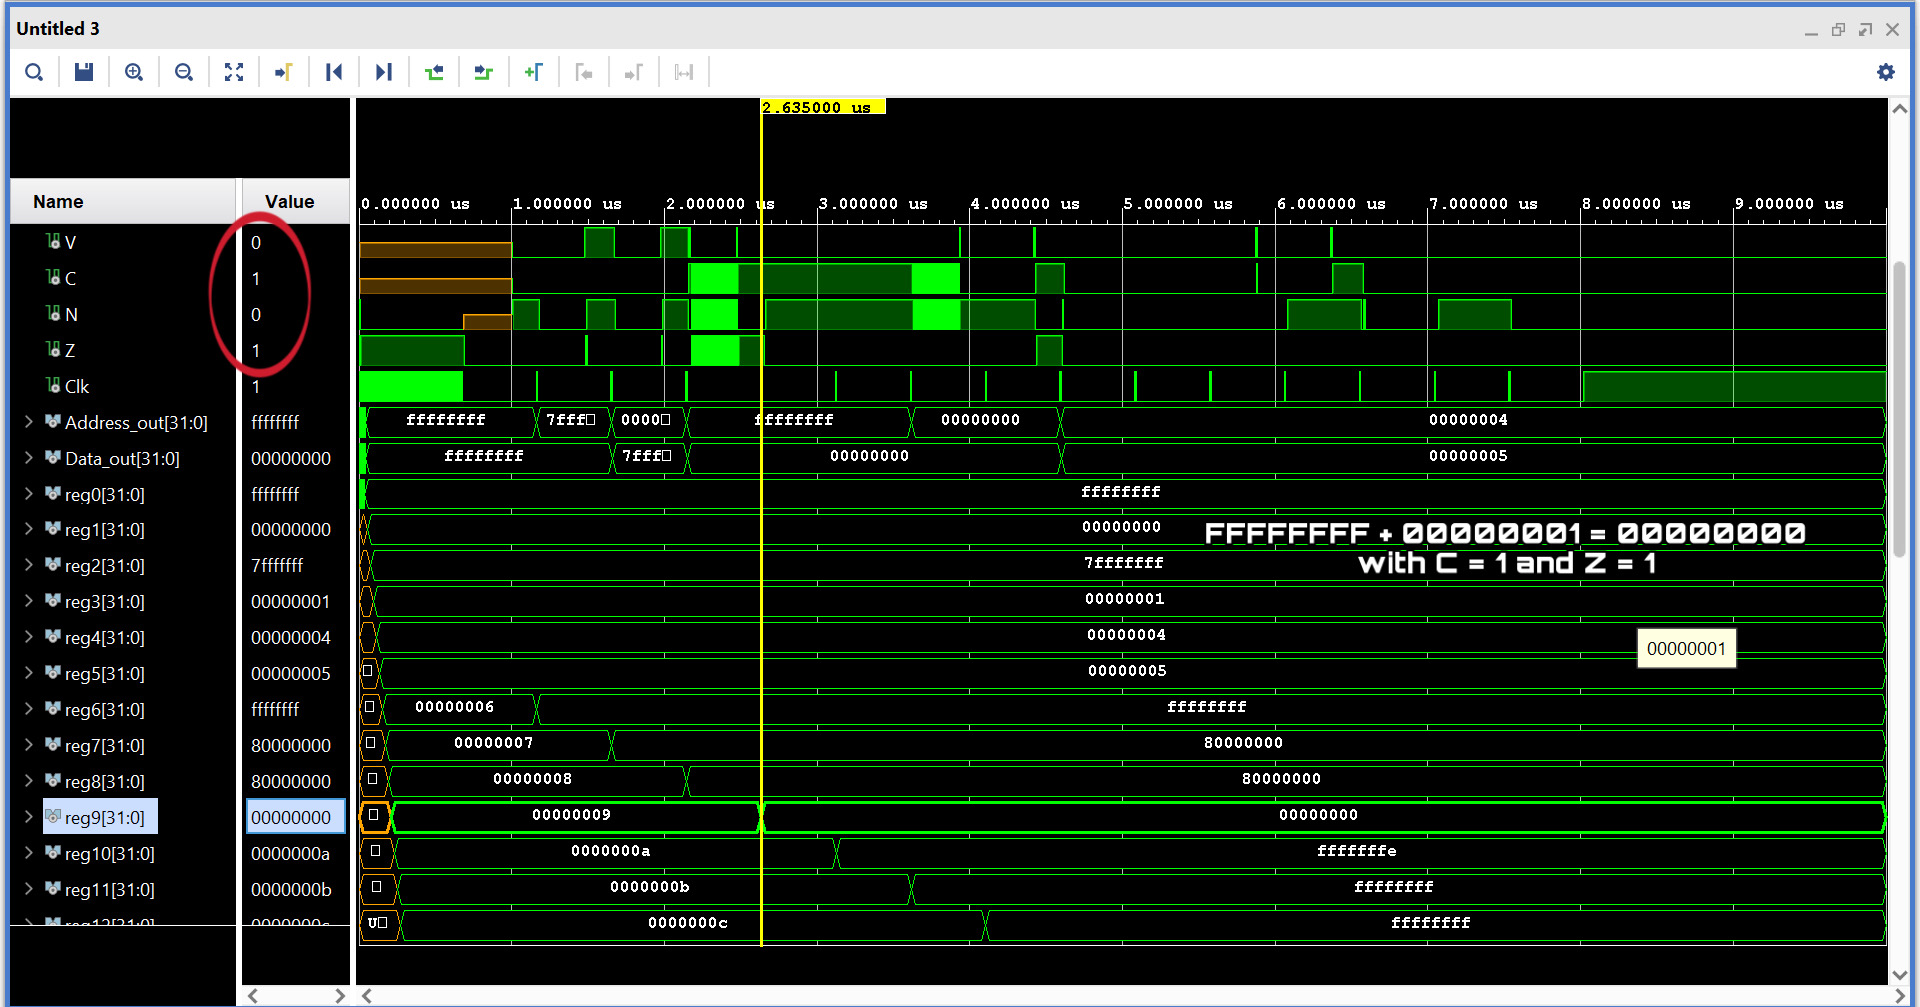 Untitled 3
2.635000 us
Name Value
0.000000 us 1.000000 us 2.000000 us 3.000000 us 4.000000 us 5.000000 us 6.000000 us 7.000000 us 8.000000 us 9.000000 us
V 0
C 1
N 0
Z 1
Clk 1
Address_out[31:0] ffffffff ffffffff 7fff 0000 ffffffff 00000000 00000004
Data_out[31:0] 00000000 ffffffff 7fff 00000000 00000005
reg0[31:0] ffffffff ffffffff
reg1[31:0] 00000000 00000000
FFFFFFFF + 00000001 = 00000000
with C = 1 and Z = 1
reg2[31:0] 7fffffff 7fffffff
reg3[31:0] 00000001 00000001
reg4[31:0] 00000004 00000004
00000001
reg5[31:0] 00000005 00000005
reg6[31:0] ffffffff 00000006 ffffffff
reg7[31:0] 80000000 00000007 80000000
reg8[31:0] 80000000 00000008 80000000
reg9[31:0] 00000000 00000009 00000000
reg10[31:0] 0000000a 0000000a fffffffe
reg11[31:0] 0000000b 0000000b ffffffff
reg12[31:0] 0000000c U 0000000c ffffffff